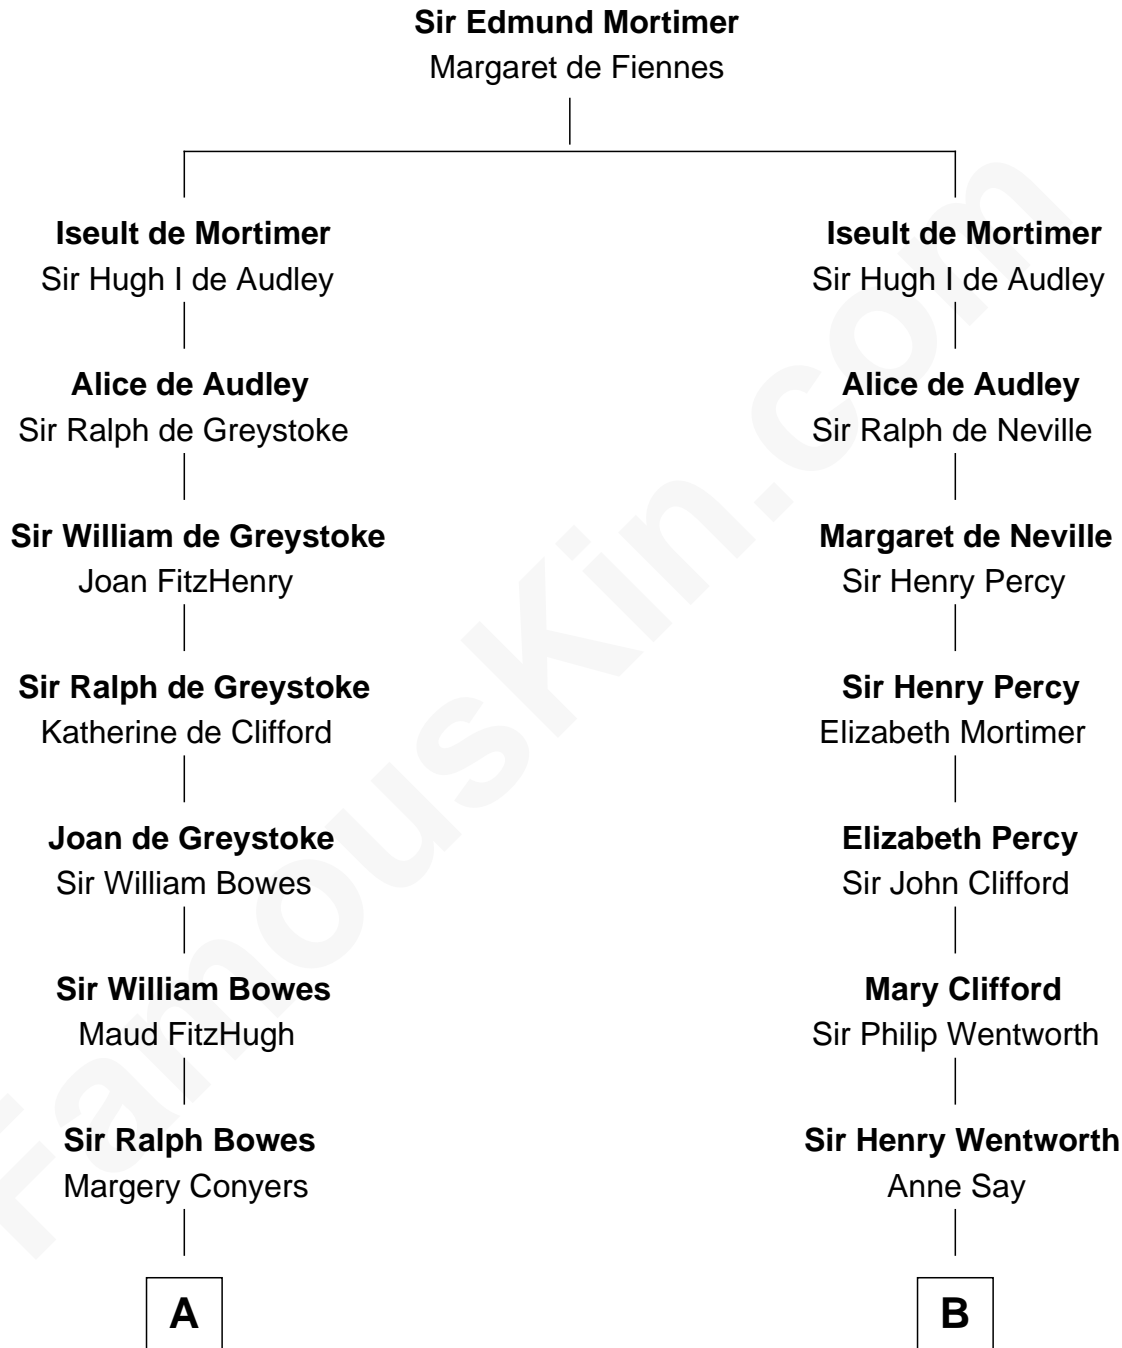 Sir Edmund Mortimer
Margaret de Fiennes
Iseult de Mortimer
Sir Hugh I de Audley
Iseult de Mortimer
Sir Hugh I de Audley
Alice de Audley
Sir Ralph de Greystoke
Alice de Audley
Sir Ralph de Neville
Sir William de Greystoke
Joan FitzHenry
Margaret de Neville
Sir Henry Percy
Sir Ralph de Greystoke
Katherine de Clifford
Sir Henry Percy
Elizabeth Mortimer
Joan de Greystoke
Sir William Bowes
Elizabeth Percy
Sir John Clifford
Sir William Bowes
Maud FitzHugh
Mary Clifford
Sir Philip Wentworth
Sir Ralph Bowes
Margery Conyers
Sir Henry Wentworth
Anne Say
A
B
FamousKin.com